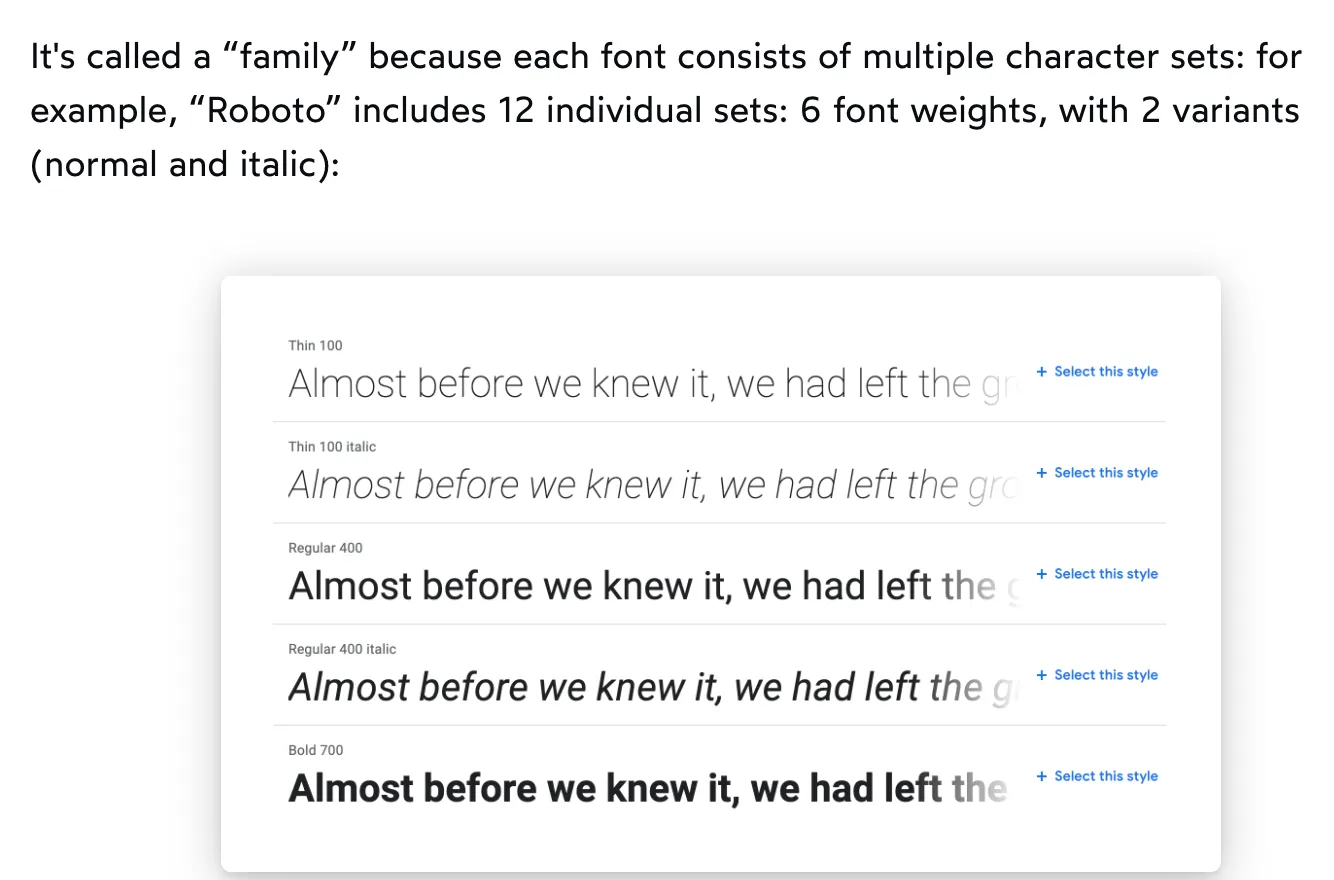 It's called a “family” because each font consists of multiple character sets: for
example, “Roboto” includes 12 individual sets: 6 font weights, with 2 variants
(normal and italic):
Thin 100
Almost before we knew it, we had left the
+ Select this style
Thin 100 italic
Almost before we knew it, we had left the
+ Select this style
Regular 400
Almost before we knew it, we had left the
+ Select this style
Regular 400 italic
Almost before we knew it, we had left the
+ Select this style
Bold 700
Almost before we knew it, we had left the
+ Select this style